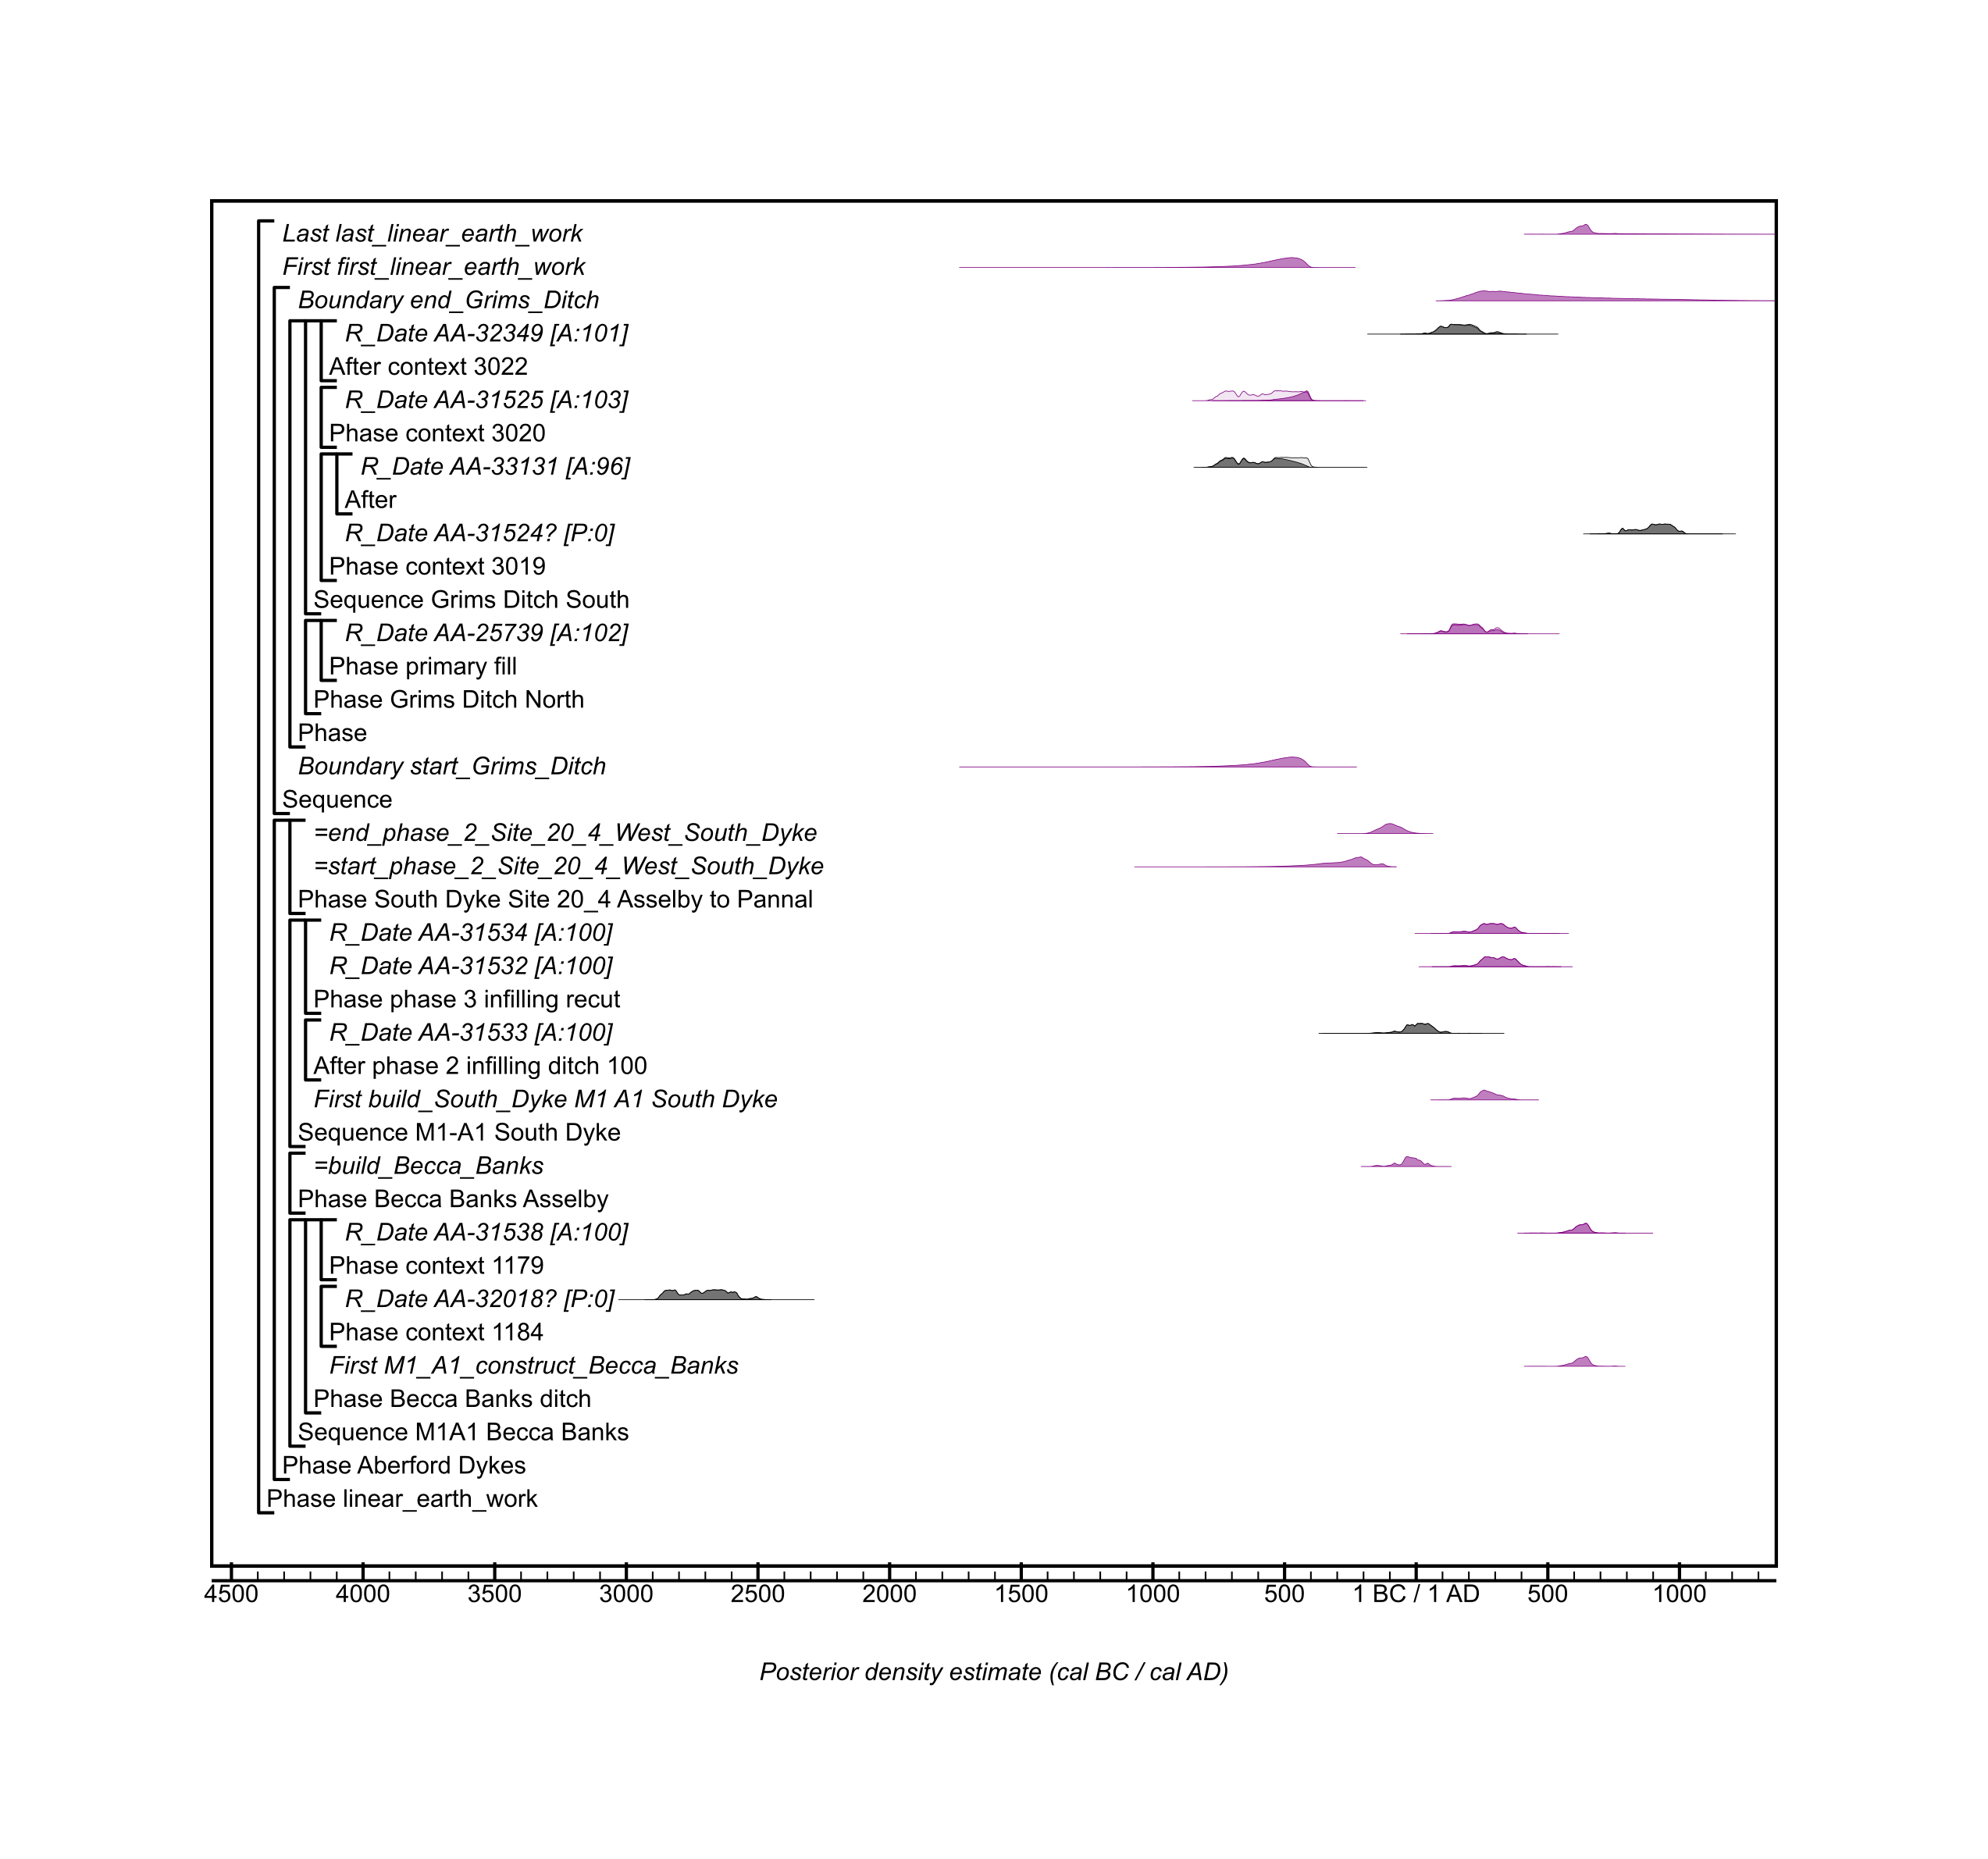 Last last_linear_earth_work
First first_linear_earth_work
Boundary end_Grims_Ditch
R_Date AA-32349 [A:101]
After context 3022
R_Date AA-31525 [A:103]
Phase context 3020
R_Date AA-33131 [A:96]
After
R_Date AA-31524? [P:0]
Phase context 3019
Sequence Grims Ditch South
R_Date AA-25739 [A:102]
Phase primary fill
Phase Grims Ditch North
Phase
Boundary start_Grims_Ditch
Sequence
=end_phase_2_Site_20_4_West_South_Dyke
=start_phase_2_Site_20_4_West_South_Dyke
Phase South Dyke Site 20_4 Asselby to Pannal
R_Date AA-31534 [A:100]
R_Date AA-31532 [A:100]
Phase phase 3 infilling recut
R_Date AA-31533 [A:100]
After phase 2 infilling ditch 100
First build_South_Dyke M1 A1 South Dyke
Sequence M1-A1 South Dyke
=build_Becca_Banks
Phase Becca Banks Asselby
R_Date AA-31538 [A:100]
Phase context 1179
R_Date AA-32018? [P:0]
Phase context 1184
First M1_A1_construct_Becca_Banks
Phase Becca Banks ditch
Sequence M1A1 Becca Banks
Phase Aberford Dykes
Phase linear_earth_work
4500 4000 3500 3000 2500 2000 1500 1000 500 1 BC / 1 AD 500 1000
Posterior density estimate (cal BC / cal AD)